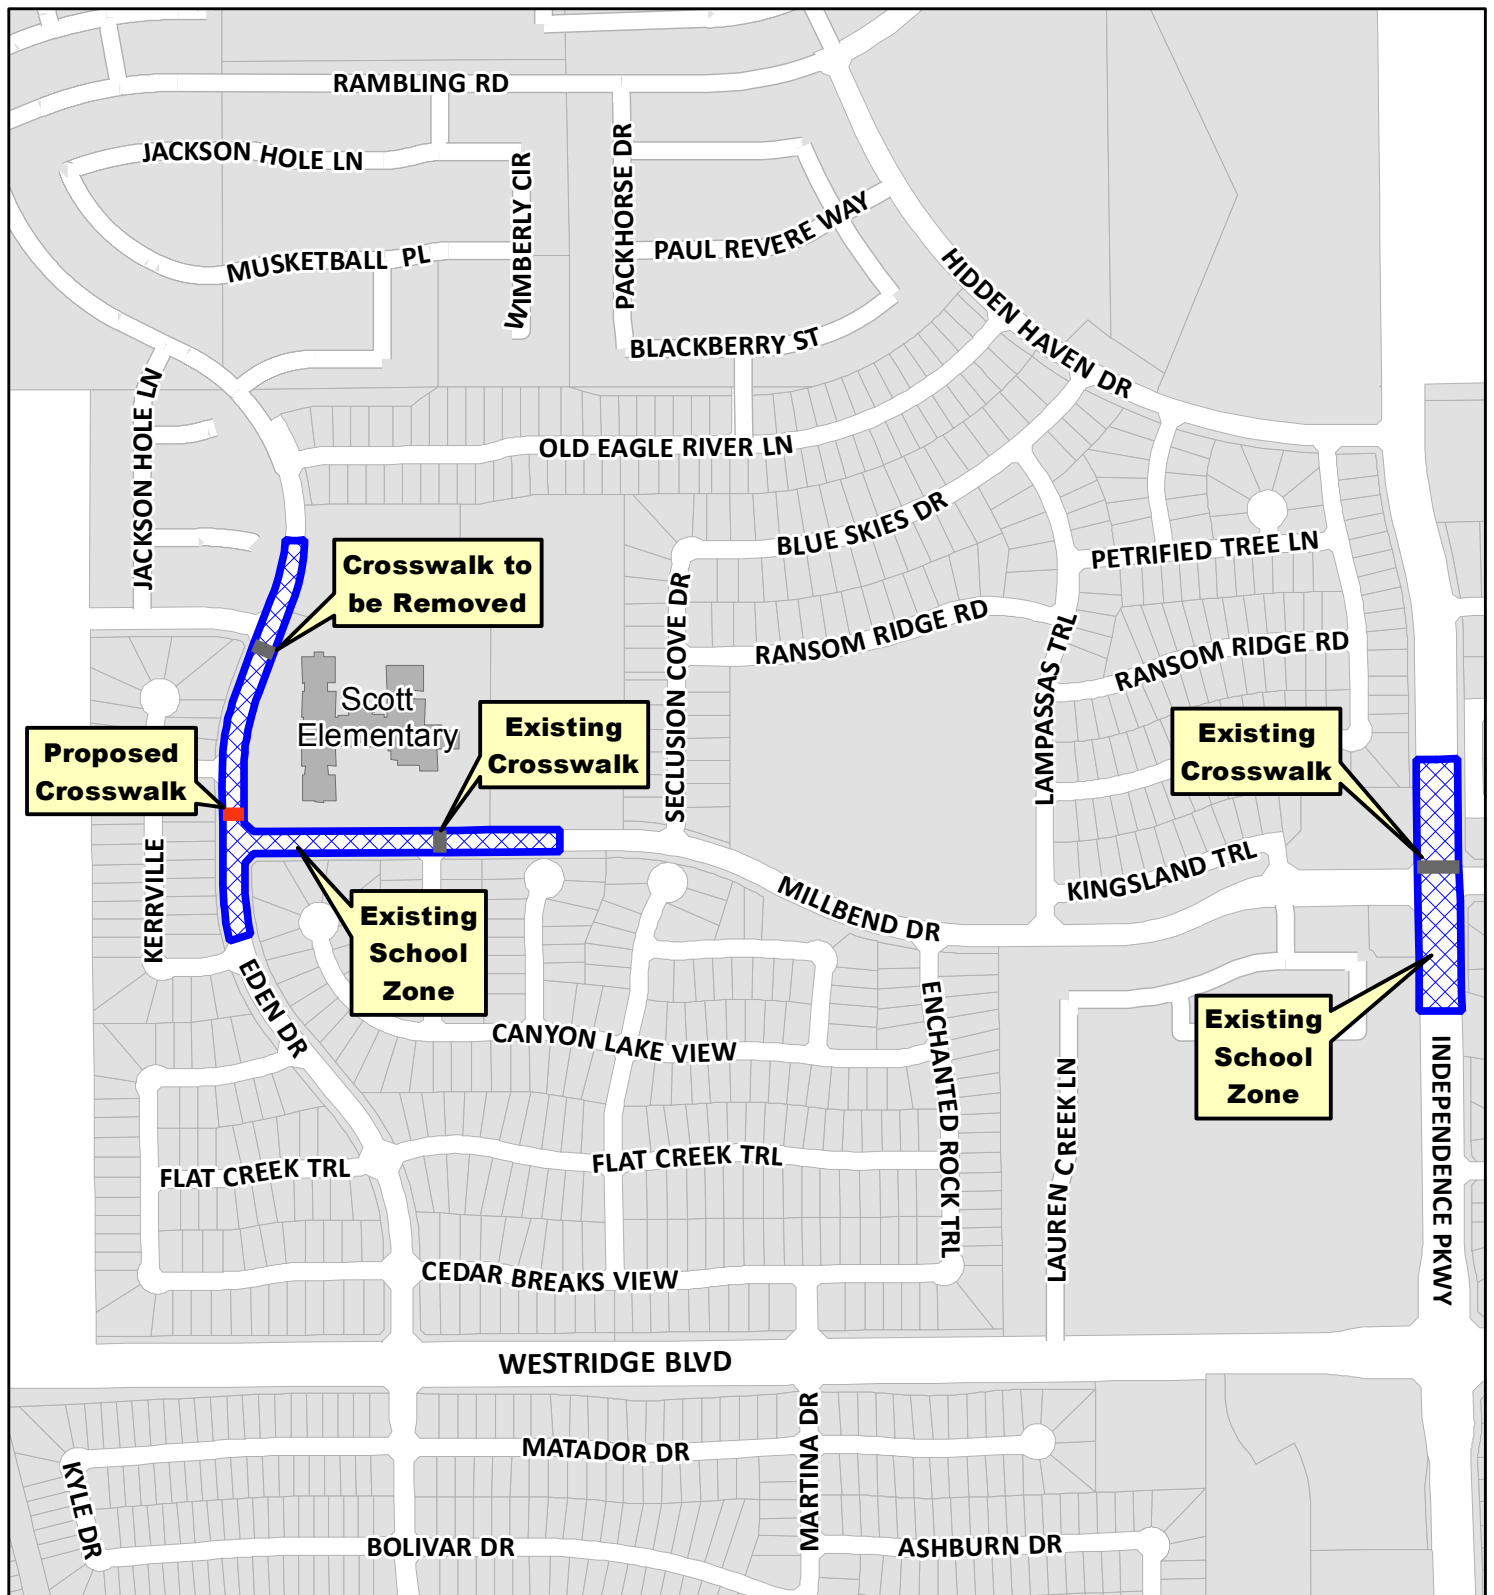 RAMBLING RD
JACKSON HOLE LN
WIMBERLY CIR
PACKHORSE DR
PAUL REVERE WAY
MUSKETBALL PL
HIDDEN HAVEN DR
BLACKBERRY ST
JACKSON HOLE LN
OLD EAGLE RIVER LN
BLUE SKIES DR
PETRIFIED TREE LN
Crosswalk to
be Removed
SECLUSION COVE DR
RANSOM RIDGE RD
LAMPASSAS TRL
RANSOM RIDGE RD
Scott
Elementary
Existing
Crosswalk
Existing
Crosswalk
Proposed
Crosswalk
KERRVILLE
KINGSLAND TRL
MILLBEND DR
Existing
School
Zone
EDEN DR
CANYON LAKE VIEW
ENCHANTED ROCK TRL
Existing
School
Zone
LAUREN CREEK LN
INDEPENDENCE PKWY
FLAT CREEK TRL
FLAT CREEK TRL
CEDAR BREAKS VIEW
WESTRIDGE BLVD
MARTINA DR
MATADOR DR
KYLE DR
BOLIVAR DR
ASHBURN DR